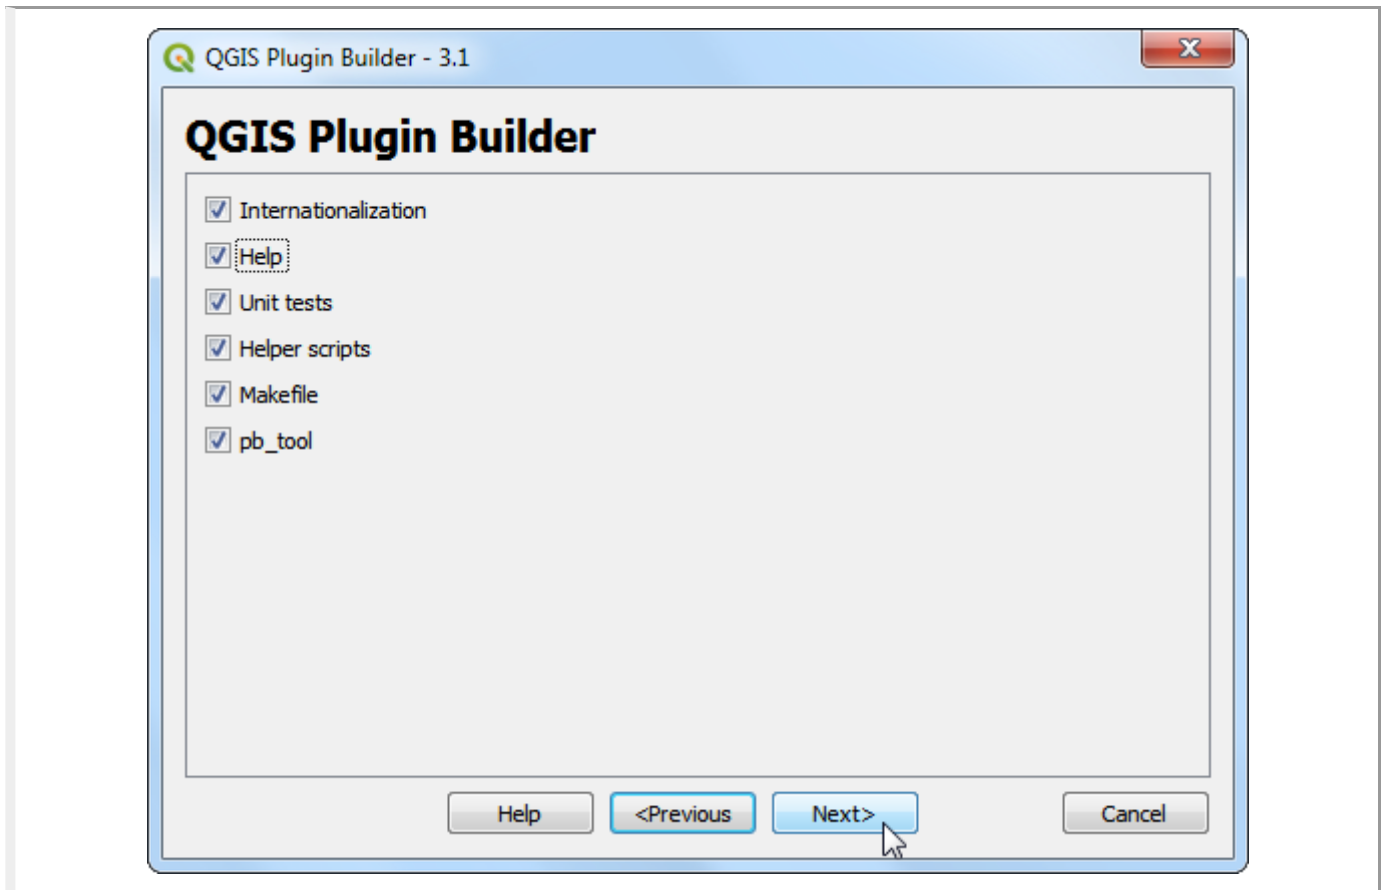 QGIS Plugin Builder - 3.1
QGIS Plugin Builder
Internationalization
Help
Unit tests
Helper scripts
Makefile
pb_tool
Help <Previous Next> Cancel